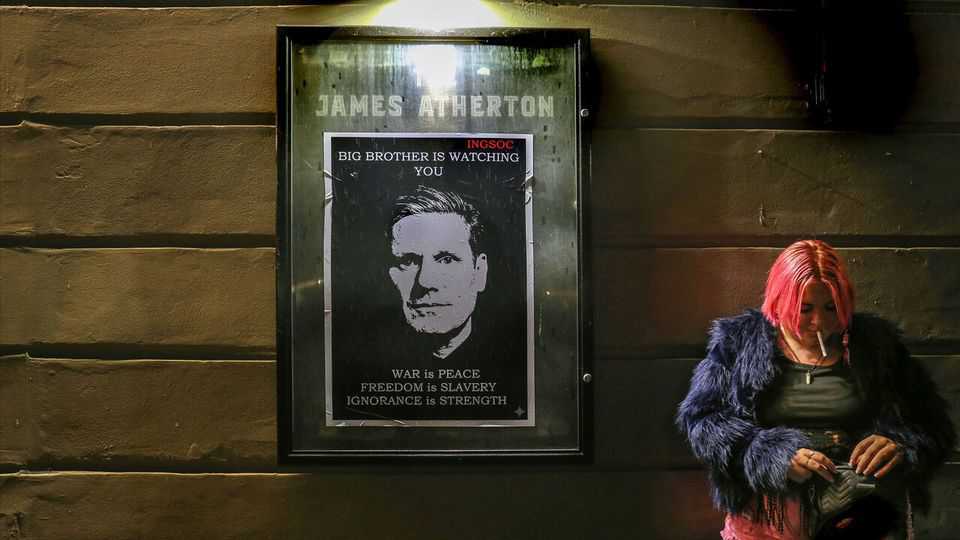 JAMES ATHERTON
INGSOC
BIG BROTHER IS WATCHING
YOU
WAR is PEACE
FREEDOM is SLAVERY
IGNORANCE is STRENGTH